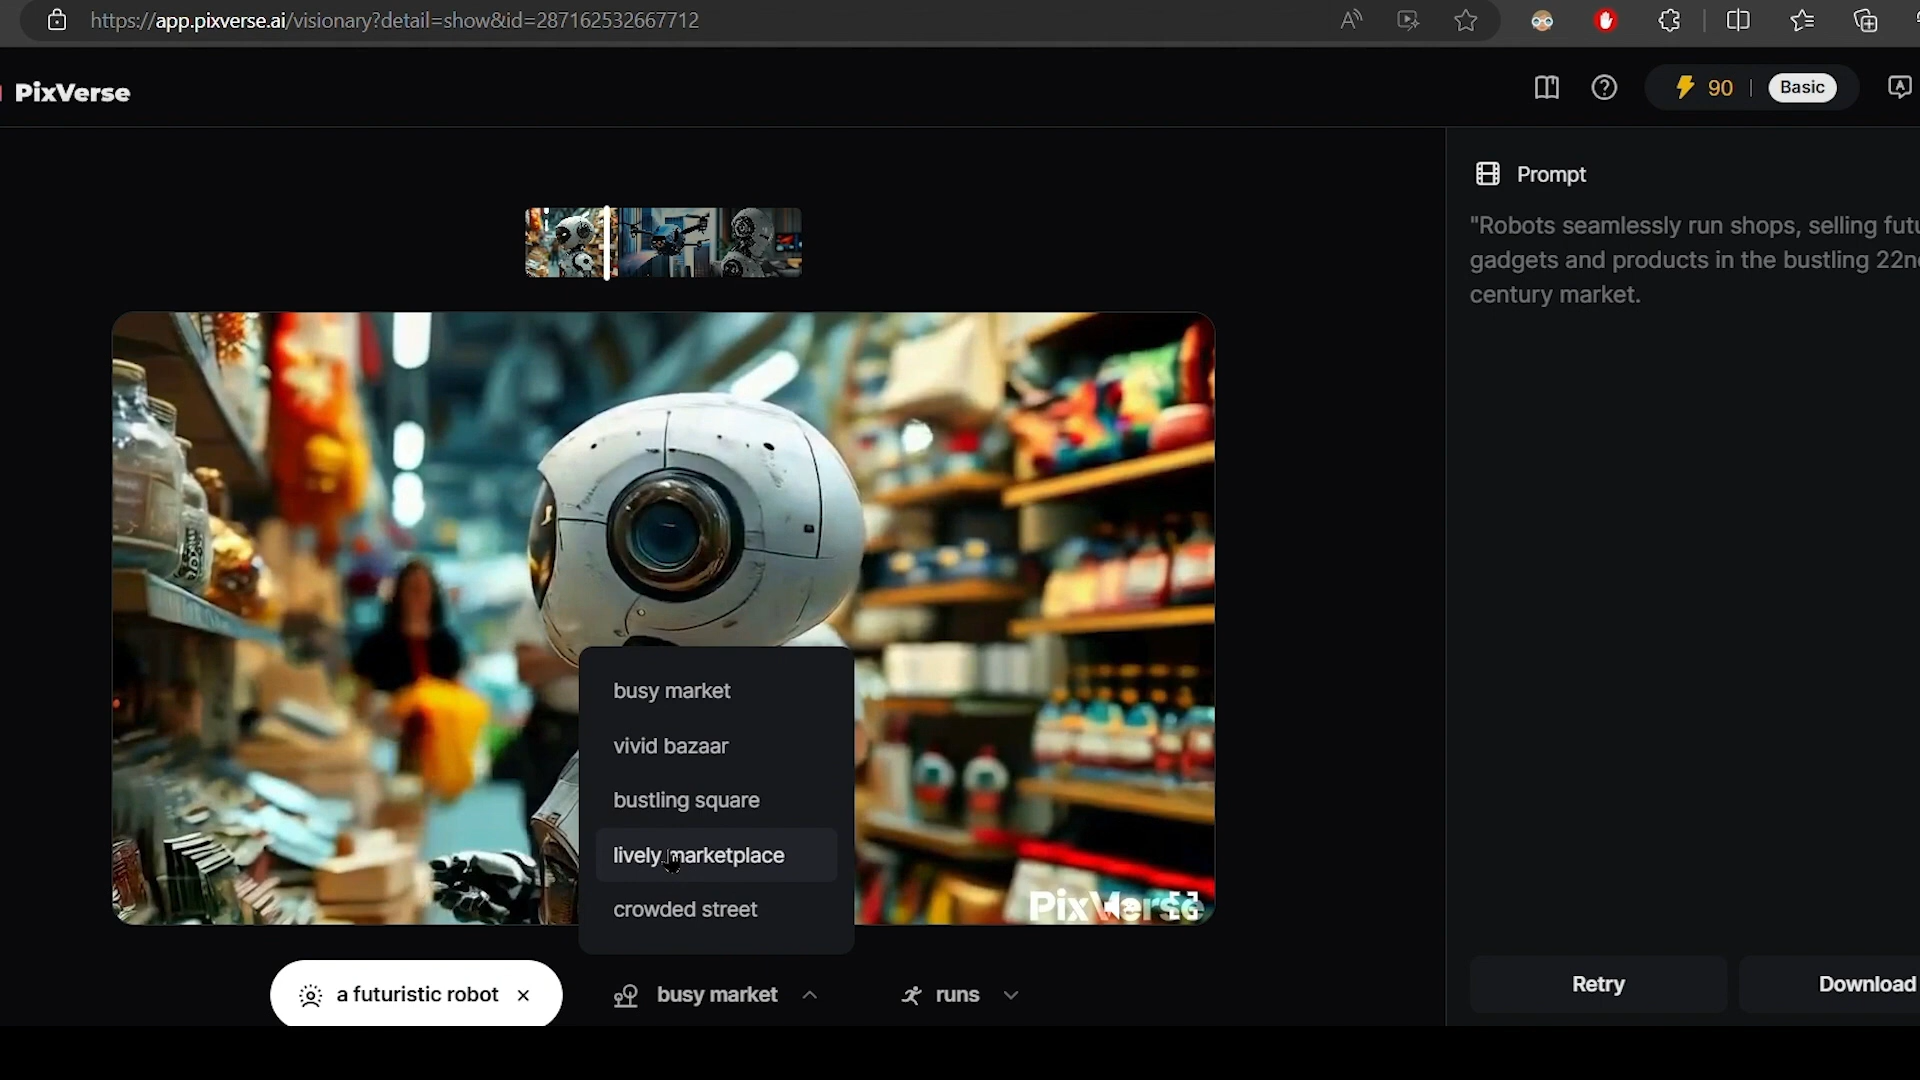 https://app.pixverse.ai/visionary?detail=show&id=287162532667712
PixVerse
90
Basic
Prompt
"Robots seamlessly run shops, selling futu
gadgets and products in the bustling 22n
century market.
busy market
vivid bazaar
bustling square
lively marketplace
crowded street
PixVerse
a futuristic robot
busy market
runs
Retry
Download